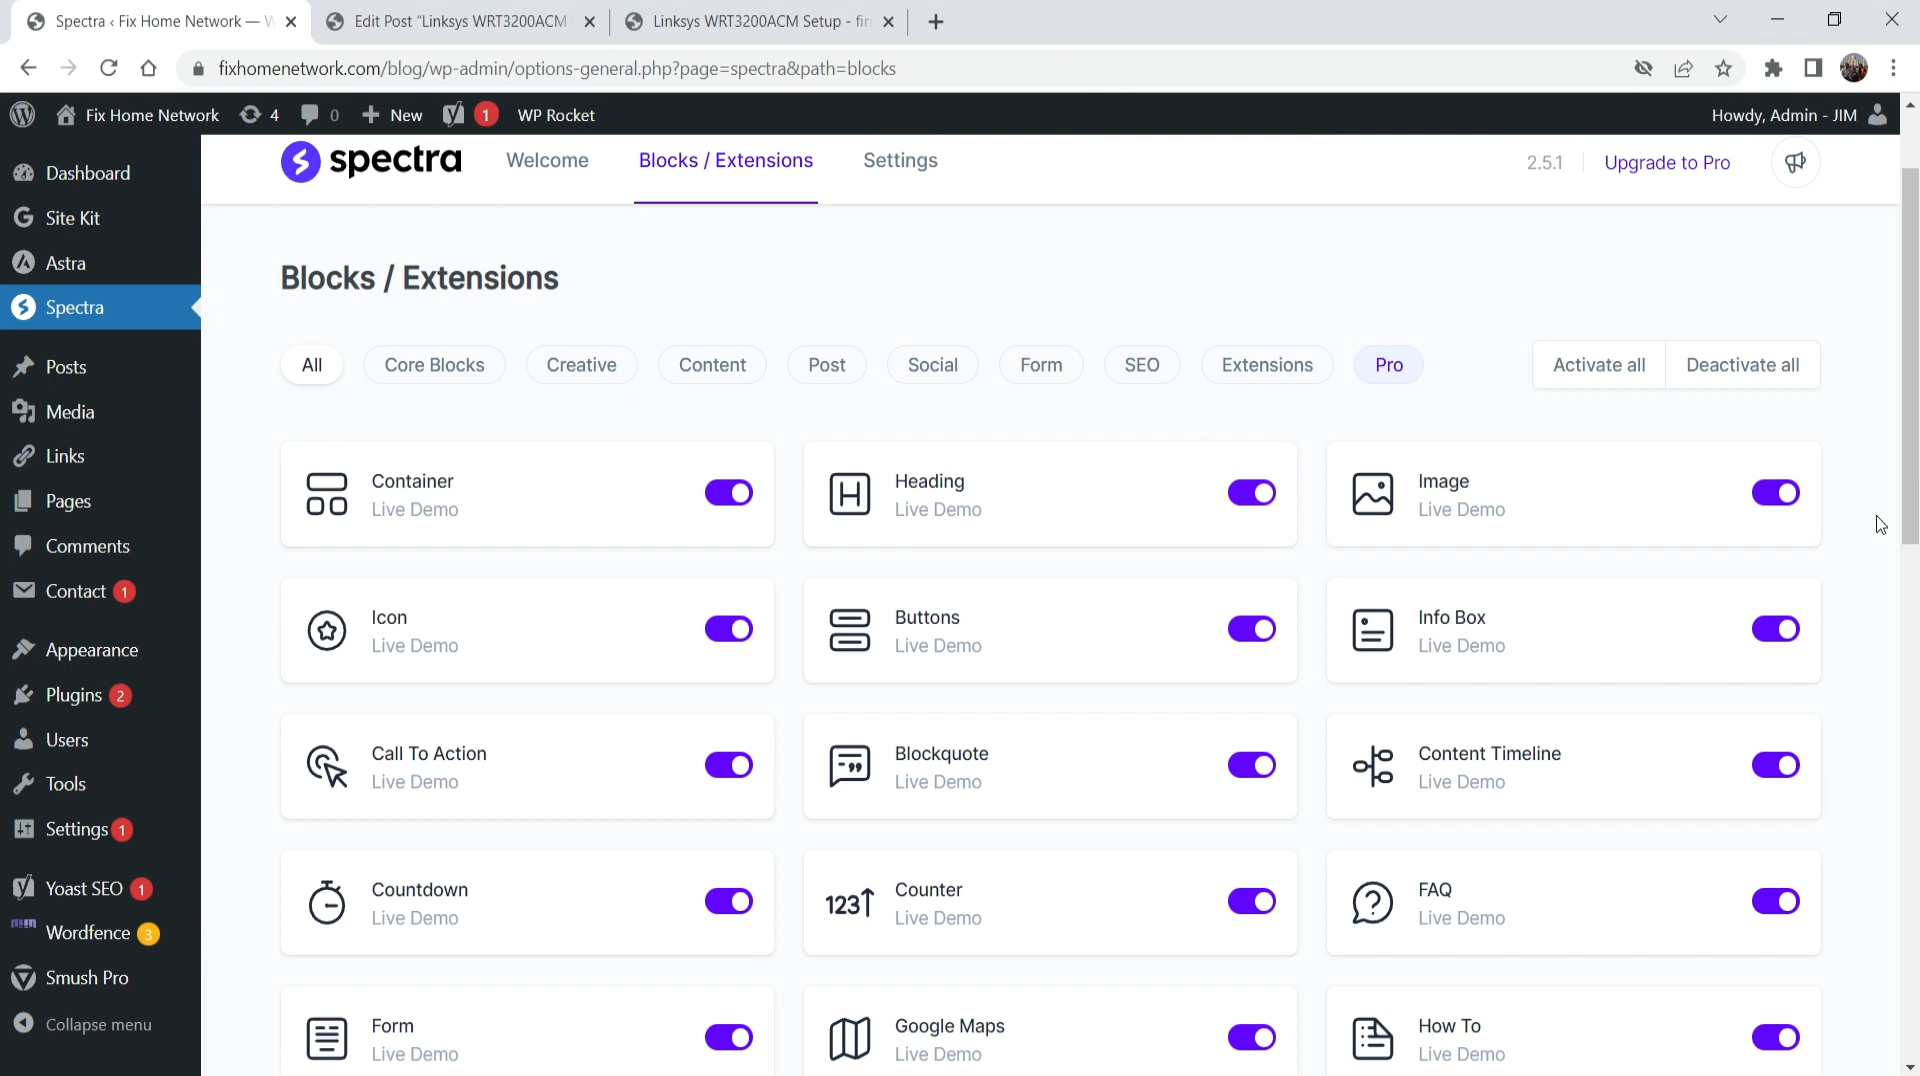 Spectra ‹ Fix Home Network — W
Edit Post "Linksys WRT3200ACM
Linksys WRT3200ACM Setup - fir
fixhomenetwork.com/blog/wp-admin/options-general.php?page=spectra&path=blocks
Fix Home Network
4
0
New
1
WP Rocket
Howdy, Admin - JIM
Dashboard
Site Kit
Astra
Spectra
Posts
Media
Links
Pages
Comments
Contact 1
Appearance
Plugins 2
Users
Tools
Settings 1
Yoast SEO 1
Wordfence 3
Smush Pro
Collapse menu
spectra
Welcome
Blocks / Extensions
Settings
2.5.1
Upgrade to Pro
Blocks / Extensions
All
Core Blocks
Creative
Content
Post
Social
Form
SEO
Extensions
Pro
Activate all
Deactivate all
Container
Live Demo
Heading
Live Demo
Image
Live Demo
Icon
Live Demo
Buttons
Live Demo
Info Box
Live Demo
Call To Action
Live Demo
Blockquote
Live Demo
Content Timeline
Live Demo
Countdown
Live Demo
123
Counter
Live Demo
FAQ
Live Demo
Form
Live Demo
Google Maps
Live Demo
How To
Live Demo